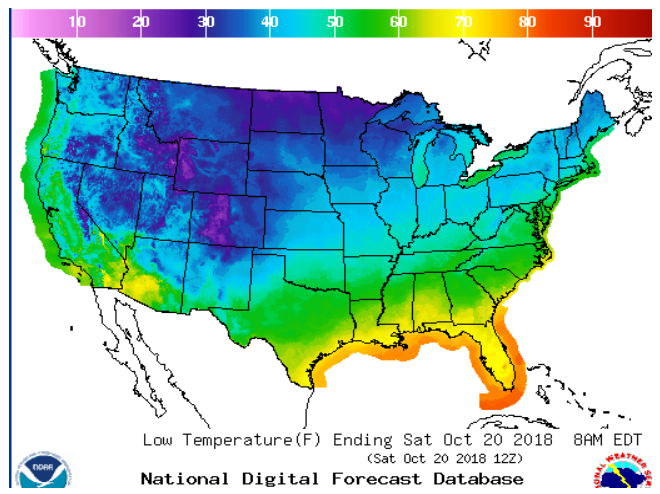 10 20 30 40 50 60 70 80 90
Low Temperature(F) Ending Sat Oct 20 2018 8AM EDT
(Sat Oct 20 2018 12Z)
National Digital Forecast Database
NOAA
WEATHER